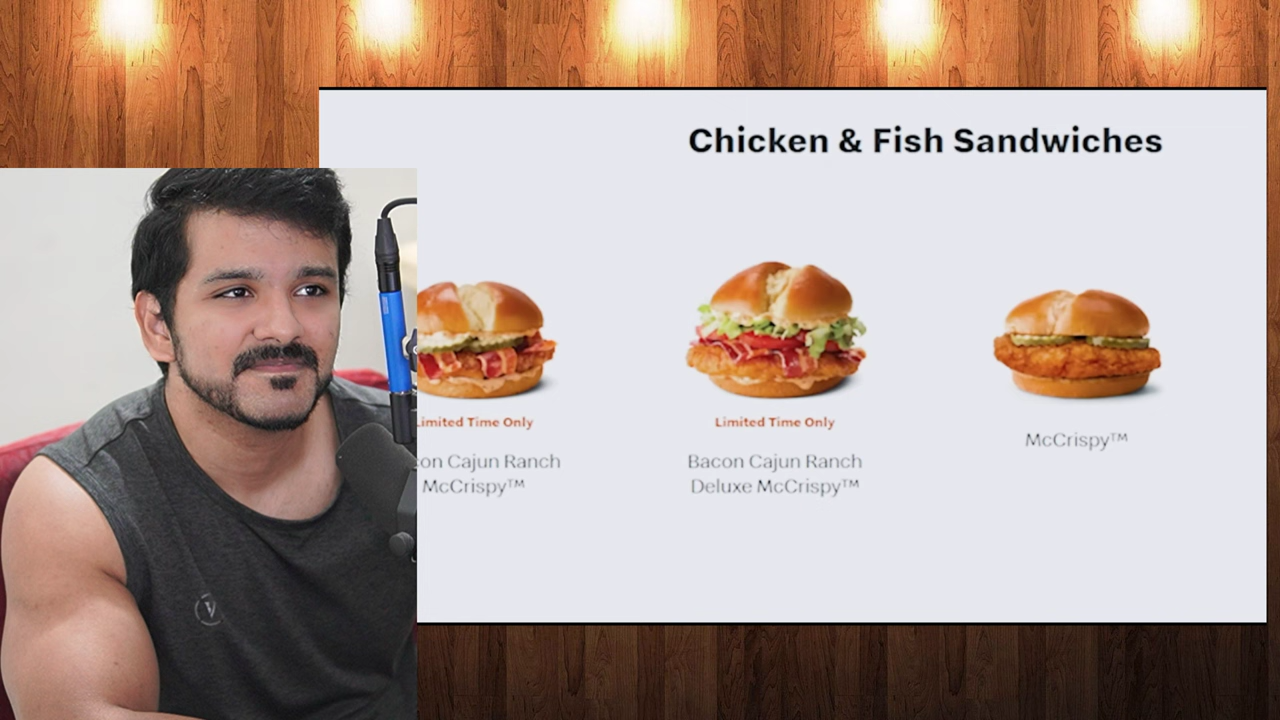 Chicken & Fish Sandwiches
Limited Time Only
con Cajun Ranch
McCrispy™
Limited Time Only
Bacon Cajun Ranch
Deluxe McCrispy™
McCrispy™